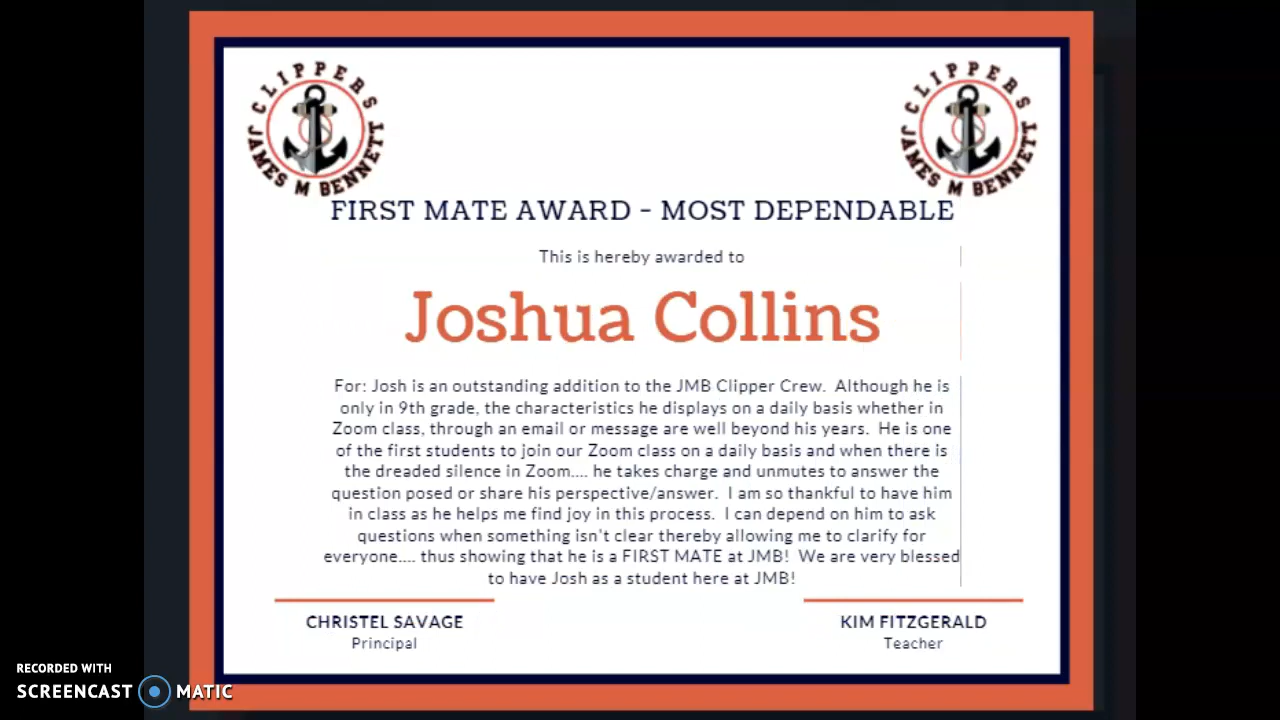 CLIPPERS
JAMES M BENNETT
CLIPPERS
JAMES M BENNETT
FIRST MATE AWARD - MOST DEPENDABLE
This is hereby awarded to
Joshua Collins
For: Josh is an outstanding addition to the JMB Clipper Crew.  Although he is
only in 9th grade, the characteristics he displays on a daily basis whether in
Zoom class, through an email or message are well beyond his years.  He is one
of the first students to join our Zoom class on a daily basis and when there is
the dreaded silence in Zoom.... he takes charge and unmutes to answer the
question posed or share his perspective/answer.  I am so thankful to have him
in class as he helps me find joy in this process.  I can depend on him to ask
questions when something isn't clear thereby allowing me to clarify for
everyone.... thus showing that he is a FIRST MATE at JMB!  We are very blessed
to have Josh as a student here at JMB!
CHRISTEL SAVAGE
Principal
KIM FITZGERALD
Teacher
RECORDED WITH
SCREENCAST MATIC